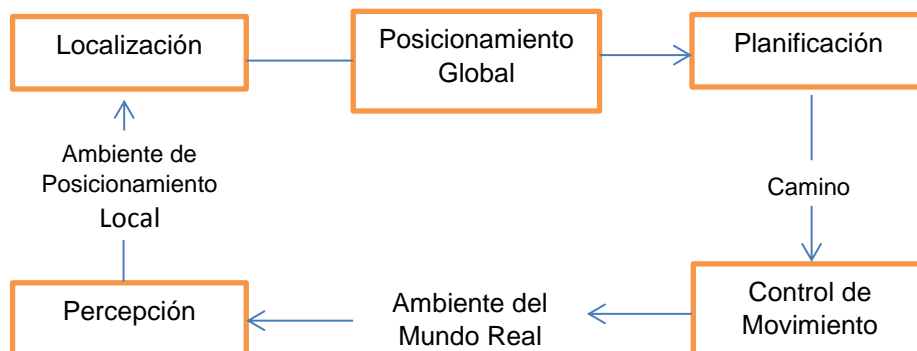 Localización
Posicionamiento
Global
Planificación
Ambiente de
Posicionamiento
Local
Camino
Percepción
Ambiente del
Mundo Real
Control de
Movimiento